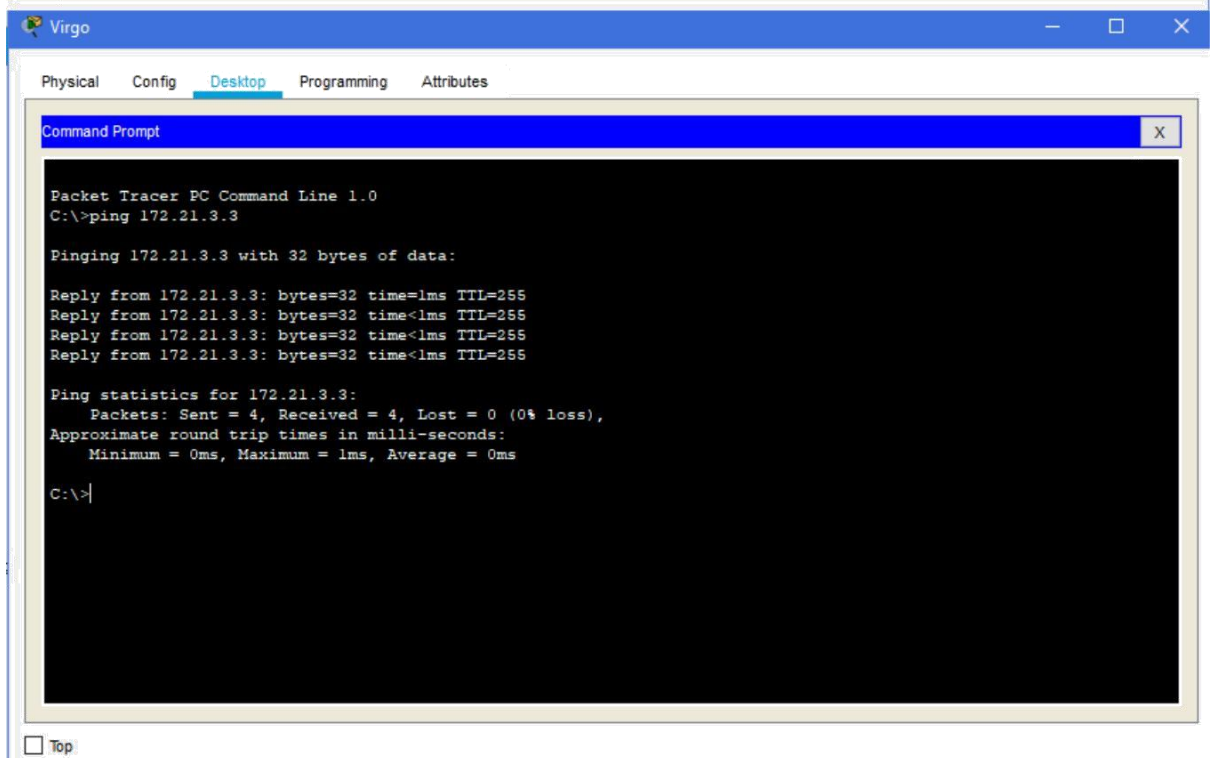 Virgo
Physical Config Desktop Programming Attributes
Command Prompt
X
Packet Tracer PC Command Line 1.0
C:\>ping 172.21.3.3
Pinging 172.21.3.3 with 32 bytes of data:
Reply from 172.21.3.3: bytes=32 time=1ms TTL=255
Reply from 172.21.3.3: bytes=32 time<1ms TTL=255
Reply from 172.21.3.3: bytes=32 time<1ms TTL=255
Reply from 172.21.3.3: bytes=32 time<1ms TTL=255
Ping statistics for 172.21.3.3:
Packets: Sent = 4, Received = 4, Lost = 0 (0% loss),
Approximate round trip times in milli-seconds:
Minimum = 0ms, Maximum = 1ms, Average = 0ms
C:\>
Top